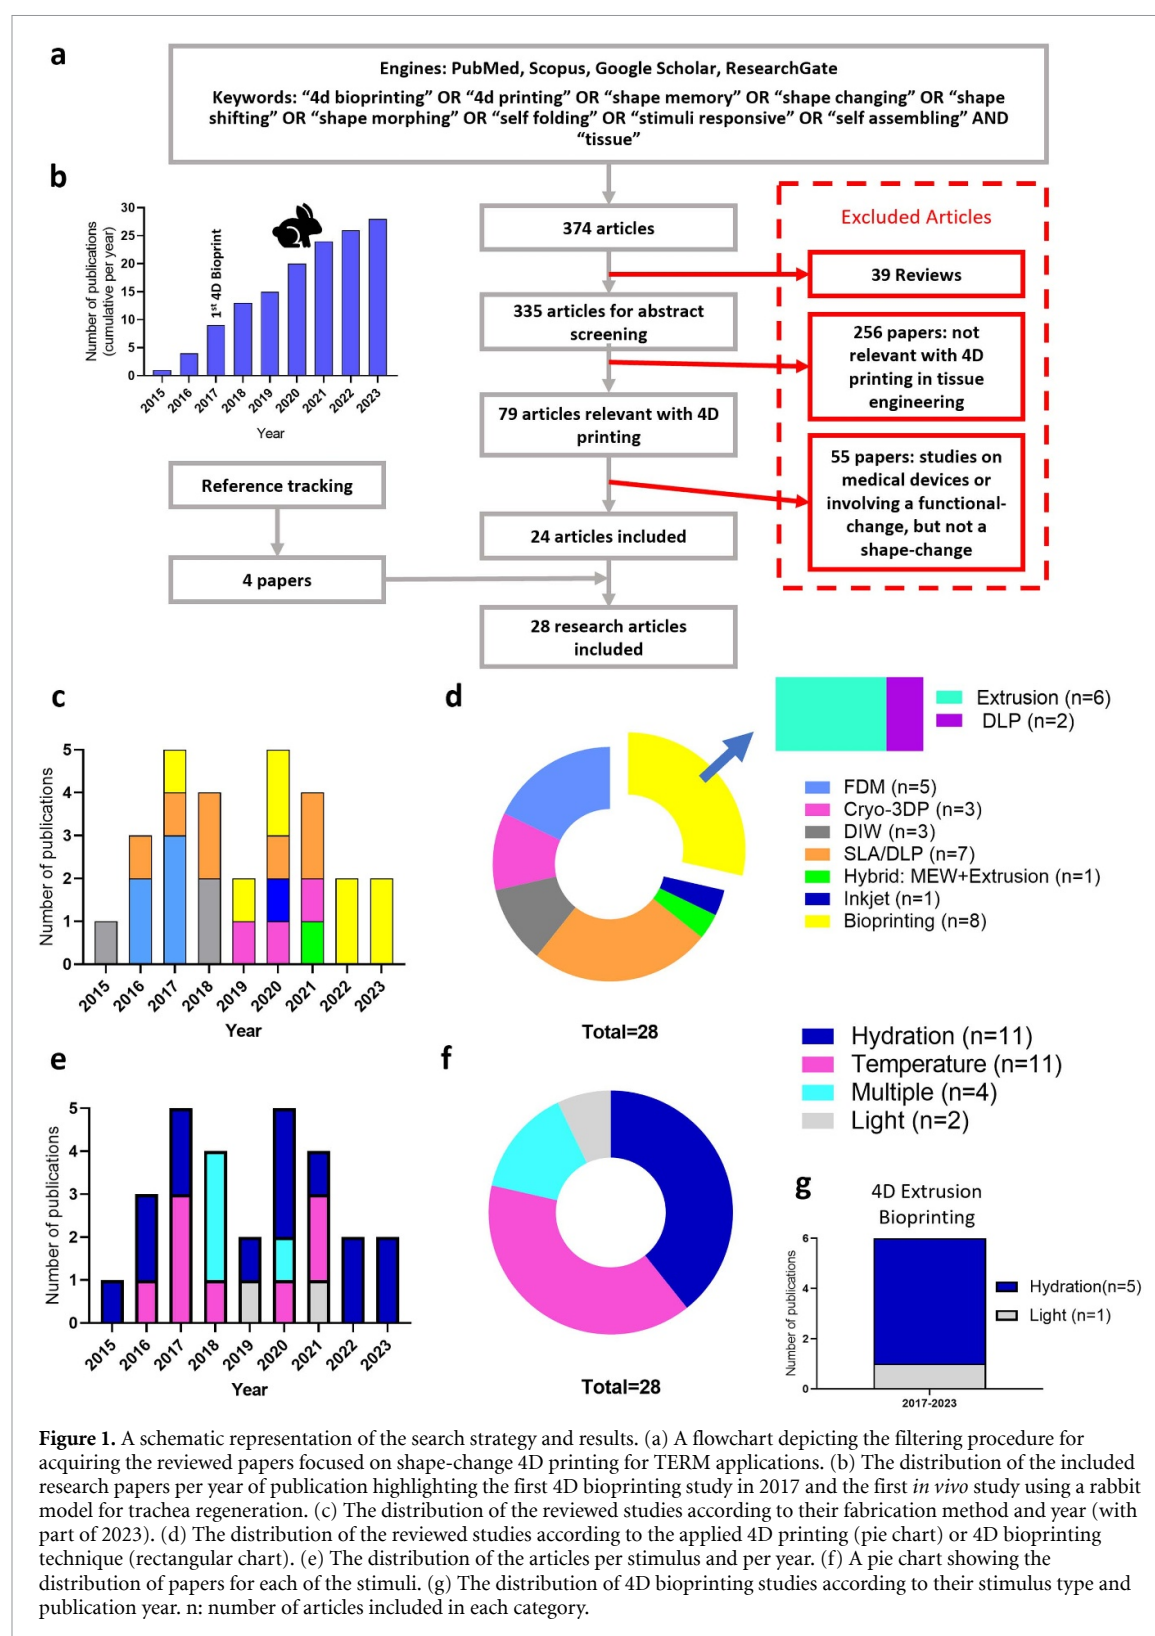 a
Engines: PubMed, Scopus, Google Scholar, ResearchGate
Keywords: “4d bioprinting” OR “4d printing” OR “shape memory” OR “shape changing” OR “shape
shifting” OR “shape morphing” OR “self folding” OR “stimuli responsive” OR “self assembling” AND
“tissue”
374 articles
335 articles for abstract
screening
79 articles relevant with 4D
printing
24 articles included
28 research articles
included
Reference tracking
4 papers
Excluded Articles
39 Reviews
256 papers: not
relevant with 4D
printing in tissue
engineering
55 papers: studies on
medical devices or
involving a functional-
change, but not a
shape-change
b
Number of publications
(cumulative per year)
30
25
20
15
10
5
0
1st 4D Bioprint
2015
2016
2017
2018
2019
2020
2021
2022
2023
Year
c
Number of publications
5
4
3
2
1
0
2015
2016
2017
2018
2019
2020
2021
2022
2023
Year
d
Extrusion (n=6)
DLP (n=2)
FDM (n=5)
Cryo-3DP (n=3)
DIW (n=3)
SLA/DLP (n=7)
Hybrid: MEW+Extrusion (n=1)
Inkjet (n=1)
Bioprinting (n=8)
Total=28
e
Number of publications
5
4
3
2
1
0
2015
2016
2017
2018
2019
2020
2021
2022
2023
Year
f
Hydration (n=11)
Temperature (n=11)
Multiple (n=4)
Light (n=2)
Total=28
g
4D Extrusion
Bioprinting
Number of publications
6
4
2
0
2017-2023
Hydration(n=5)
Light (n=1)
Figure 1. A schematic representation of the search strategy and results. (a) A flowchart depicting the filtering procedure for
acquiring the reviewed papers focused on shape-change 4D printing for TERM applications. (b) The distribution of the included
research papers per year of publication highlighting the first 4D bioprinting study in 2017 and the first in vivo study using a rabbit
model for trachea regeneration. (c) The distribution of the reviewed studies according to their fabrication method and year (with
part of 2023). (d) The distribution of the reviewed studies according to the applied 4D printing (pie chart) or 4D bioprinting
technique (rectangular chart). (e) The distribution of the articles per stimulus and per year. (f) A pie chart showing the
distribution of papers for each of the stimuli. (g) The distribution of 4D bioprinting studies according to their stimulus type and
publication year. n: number of articles included in each category.